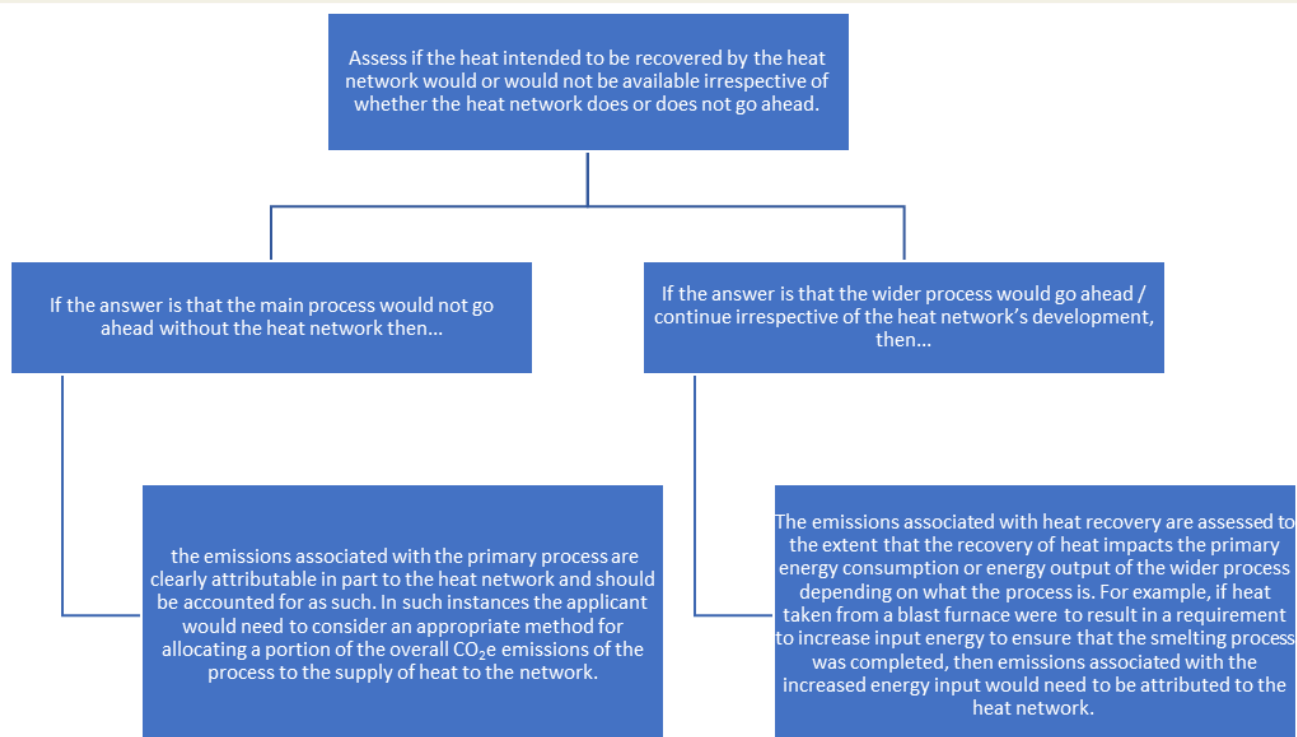 Assess if the heat intended to be recovered by the heat
network would or would not be available irrespective of
whether the heat network does or does not go ahead.
If the answer is that the main process would not go
ahead without the heat network then...
If the answer is that the wider process would go ahead /
continue irrespective of the heat network’s development,
then...
the emissions associated with the primary process are
clearly attributable in part to the heat network and should
be accounted for as such. In such instances the applicant
would need to consider an appropriate method for
allocating a portion of the overall CO₂e emissions of the
process to the supply of heat to the network.
The emissions associated with heat recovery are assessed to
the extent that the recovery of heat impacts the primary
energy consumption or energy output of the wider process
depending on what the process is. For example, if heat
taken from a blast furnace were to result in a requirement
to increase input energy to ensure that the smelting process
was completed, then emissions associated with the
increased energy input would need to be attributed to the
heat network.